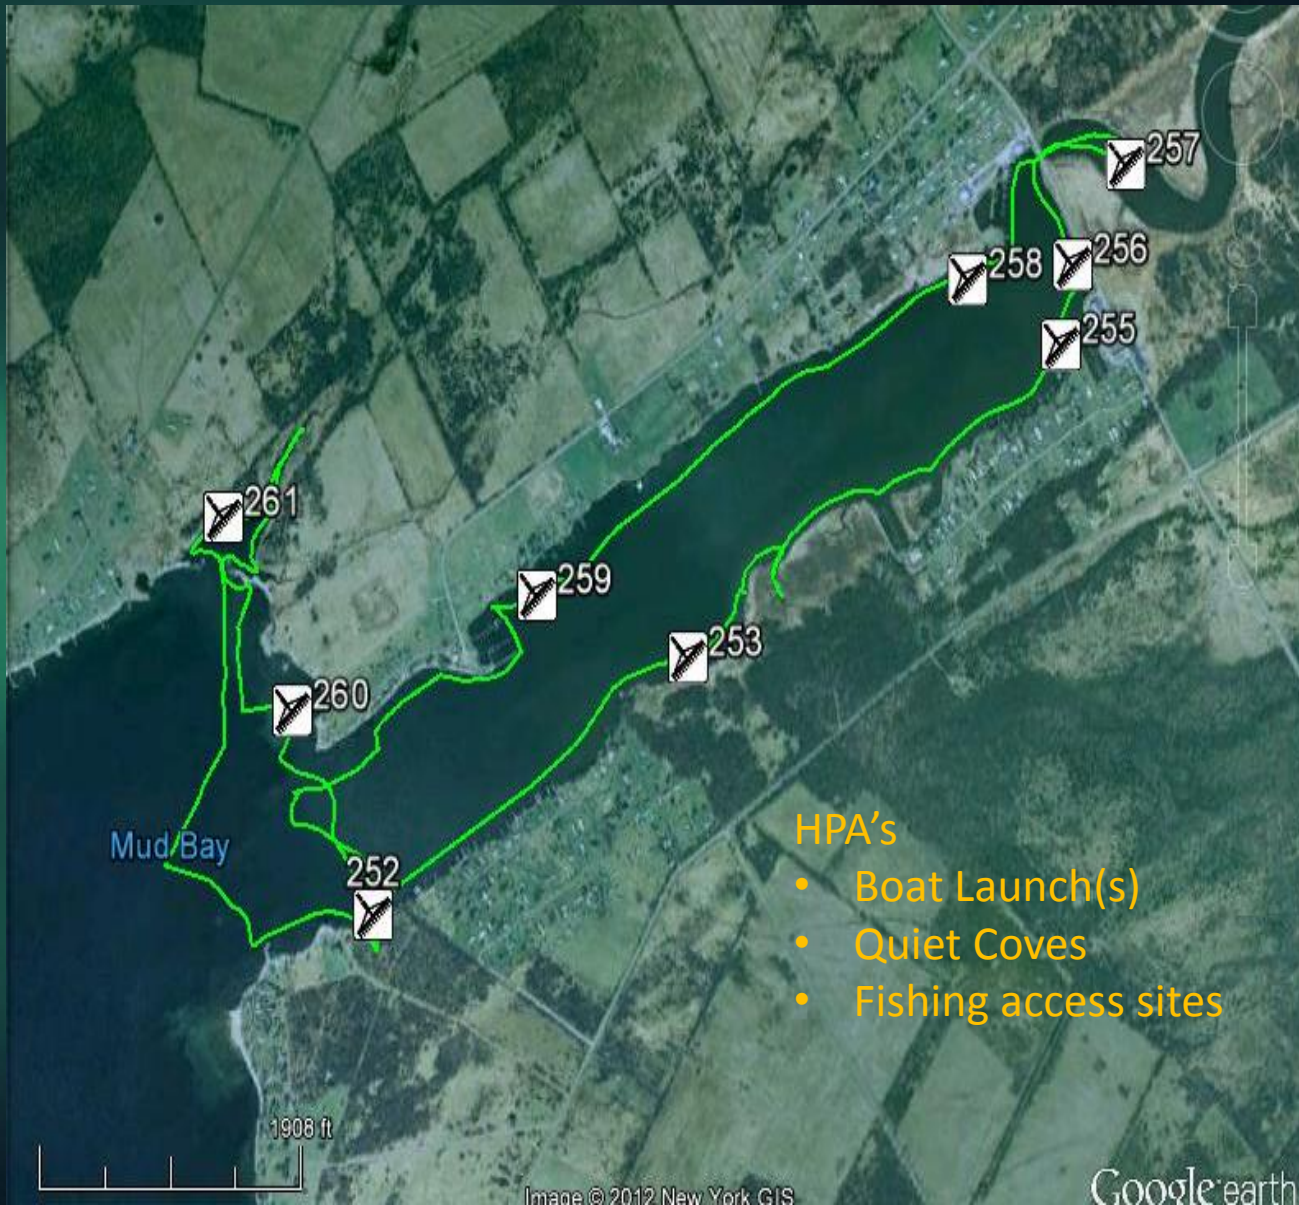 257
256
258
255
261
259
253
260
Mud Bay
252
HPA’s
• Boat Launch(s)
• Quiet Coves
• Fishing access sites
1908 ft
Image © 2012 New York GIS
Google earth